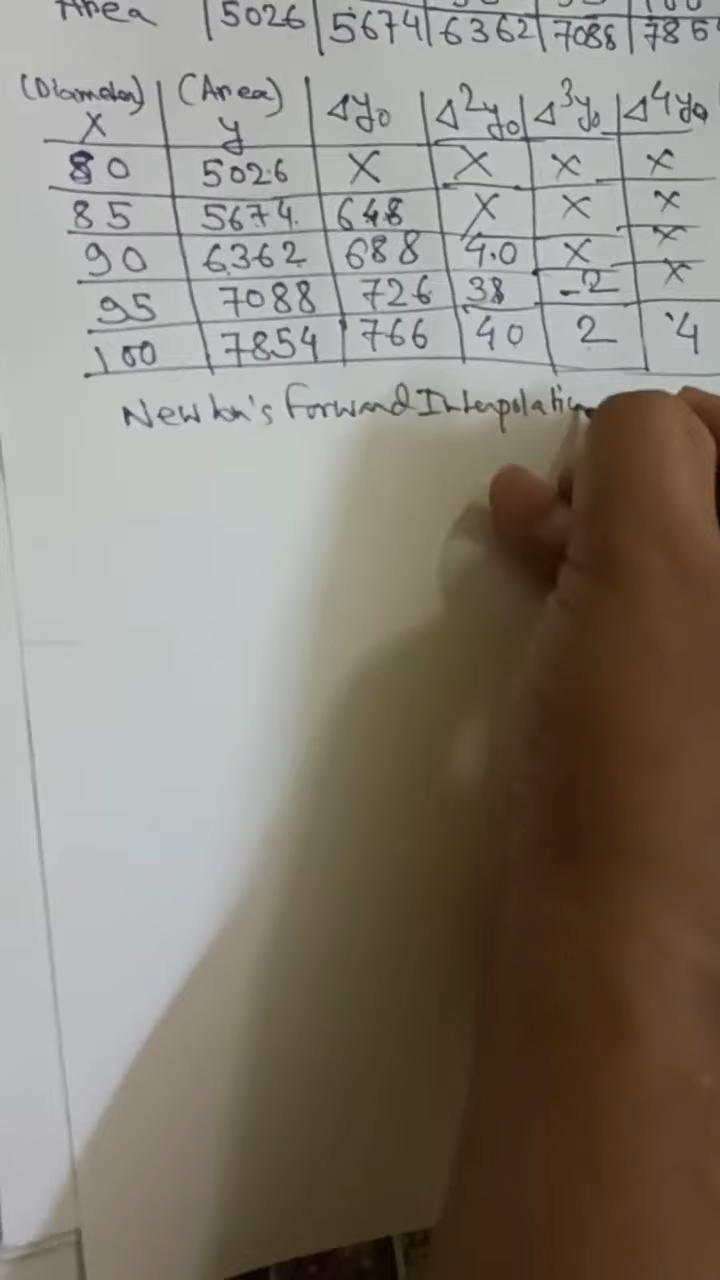 Area 5026 5674 6362 7088 785
(Diameter) (Area) Δy₀ Δ²y₀ Δ³y₀ Δ⁴y₀
X y
80 5026 X X X X
85 5674 648 X X X
90 6362 688 40 X X
95 7088 726 38 -2 X
100 7854 766 40 2 4
Newton's Forward Interpolation